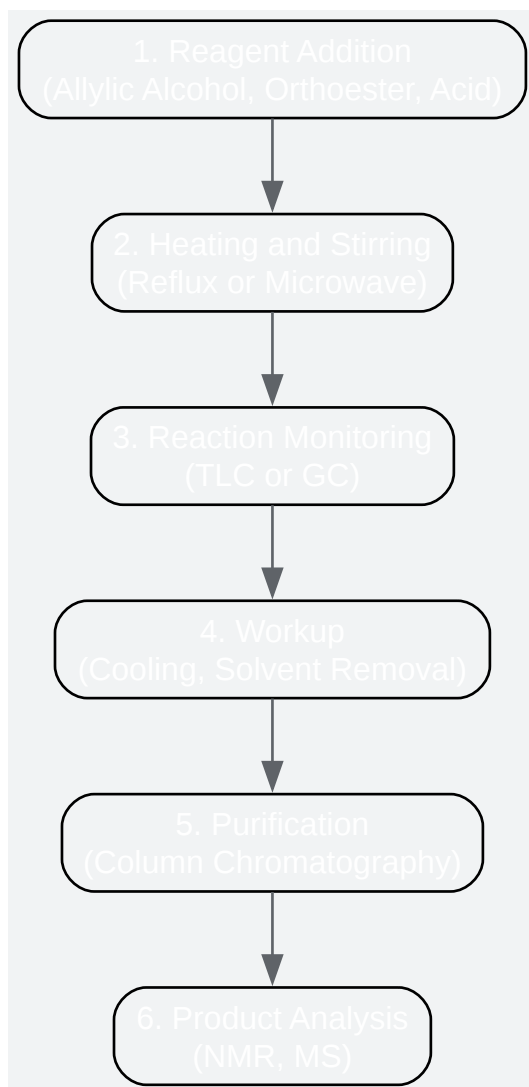 1. Reagent Addition
(Allylic Alcohol, Orthoester, Acid)
2. Heating and Stirring
(Reflux or Microwave)
3. Reaction Monitoring
(TLC or GC)
4. Workup
(Cooling, Solvent Removal)
5. Purification
(Column Chromatography)
6. Product Analysis
(NMR, MS)